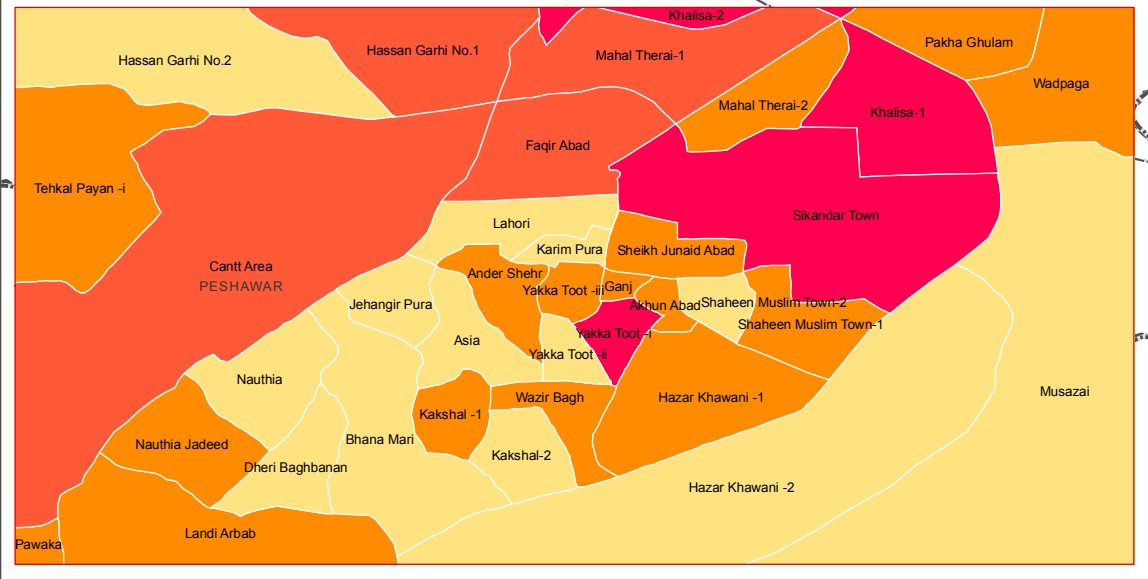 Khalisa-2
Hassan Garhi No.1
Pakha Ghulam
Mahal Therai-1
Hassan Garhi No.2
Wadpaga
Mahal Therai-2
Khalisa-1
Faqir Abad
Tehkal Payan -i
Sikandar Town
Lahori
Karim Pura
Sheikh Junaid Abad
Cantt Area
PESHAWAR
Ander Shehr
Yakka Toot -iii
Ganj
Jehangir Pura
Akhun Abad
Shaheen Muslim Town-2
Shaheen Muslim Town-1
Yakka Toot -i
Asia
Yakka Toot -ii
Nauthia
Musazai
Wazir Bagh
Hazar Khawani -1
Kakshal -1
Bhana Mari
Nauthia Jadeed
Kakshal-2
Dheri Baghbanan
Hazar Khawani -2
Landi Arbab
Pawaka